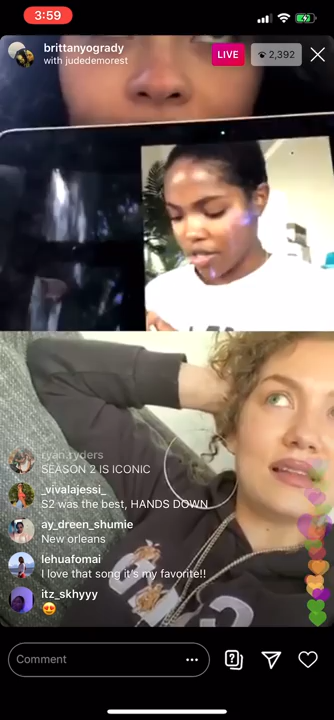 3:59
brittanyogrady
with judedemorest
LIVE
2,392
ryan.tyders
SEASON 2 IS ICONIC
_vivalajessi_
S2 was the best, HANDS DOWN
ay_dreen_shumie
New orleans
lehuafomai
I love that song it's my favorite!!
itz_skhyyy
😍
Comment